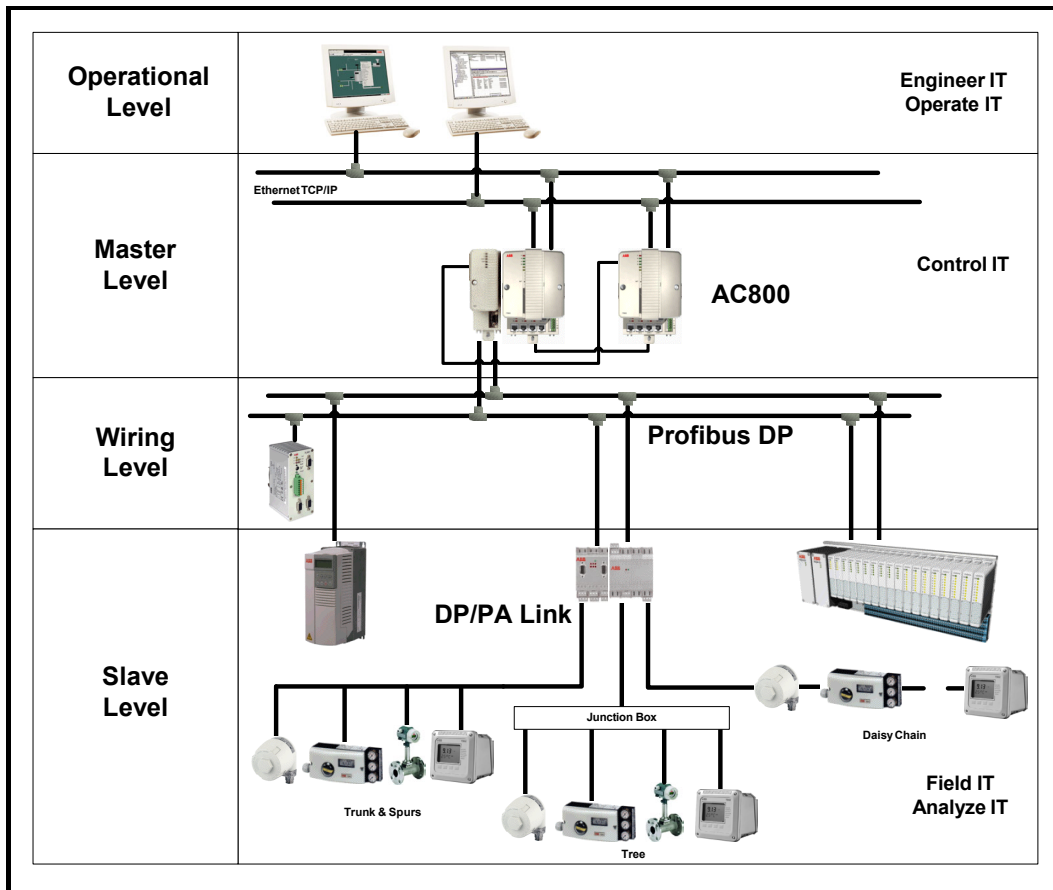 Operational
Level
Engineer IT
Operate IT
Ethernet TCP/IP
Master
Level
Control IT
AC800
Wiring
Level
Profibus DP
DP/PA Link
Slave
Level
Junction Box
Daisy Chain
Trunk & Spurs
Field IT
Analyze IT
Tree